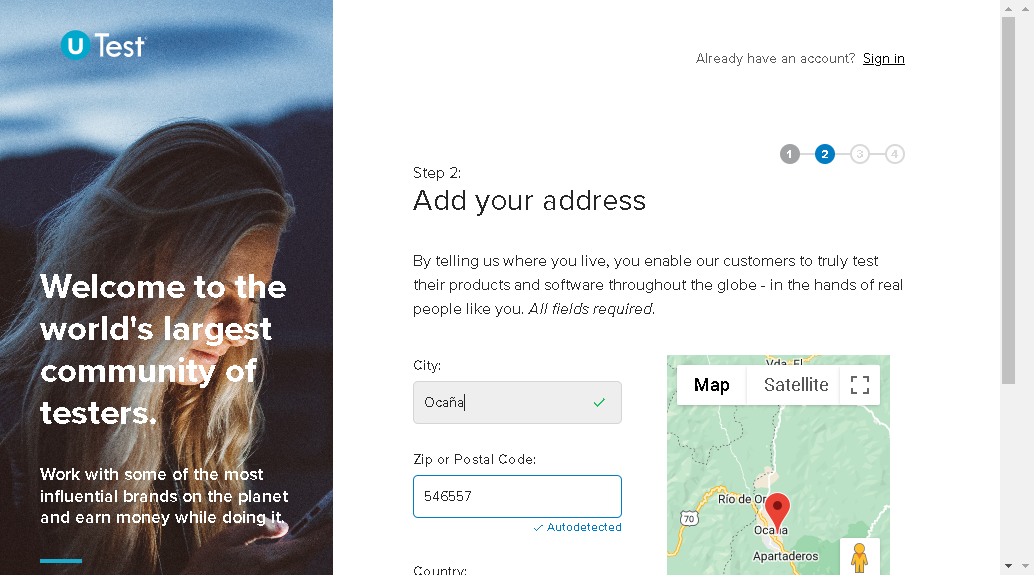 U Test
Welcome to the
world's largest
community of
testers.
Work with some of the most
influential brands on the planet
and earn money while doing it.
Already have an account? Sign in
1 2 3 4
Step 2:
Add your address
By telling us where you live, you enable our customers to truly test
their products and software throughout the globe - in the hands of real
people like you. All fields required.
City:
Ocaña
Zip or Postal Code:
546557
Autodetected
Country:
Vda. El
Map Satellite
Río de Or
70
Ocaña
Apartaderos